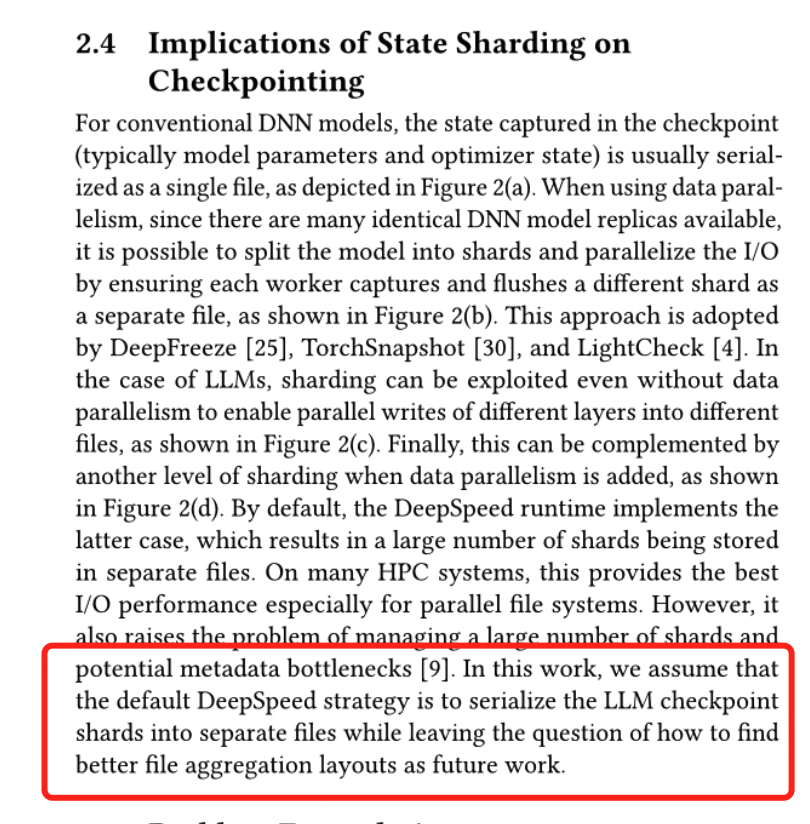 2.4 Implications of State Sharding on
Checkpointing
For conventional DNN models, the state captured in the checkpoint
(typically model parameters and optimizer state) is usually serial-
ized as a single file, as depicted in Figure 2(a). When using data paral-
lelism, since there are many identical DNN model replicas available,
it is possible to split the model into shards and parallelize the I/O
by ensuring each worker captures and flushes a different shard as
a separate file, as shown in Figure 2(b). This approach is adopted
by DeepFreeze [25], TorchSnapshot [30], and LightCheck [4]. In
the case of LLMs, sharding can be exploited even without data
parallelism to enable parallel writes of different layers into different
files, as shown in Figure 2(c). Finally, this can be complemented by
another level of sharding when data parallelism is added, as shown
in Figure 2(d). By default, the DeepSpeed runtime implements the
latter case, which results in a large number of shards being stored
in separate files. On many HPC systems, this provides the best
I/O performance especially for parallel file systems. However, it
also raises the problem of managing a large number of shards and
potential metadata bottlenecks [9]. In this work, we assume that
the default DeepSpeed strategy is to serialize the LLM checkpoint
shards into separate files while leaving the question of how to find
better file aggregation layouts as future work.